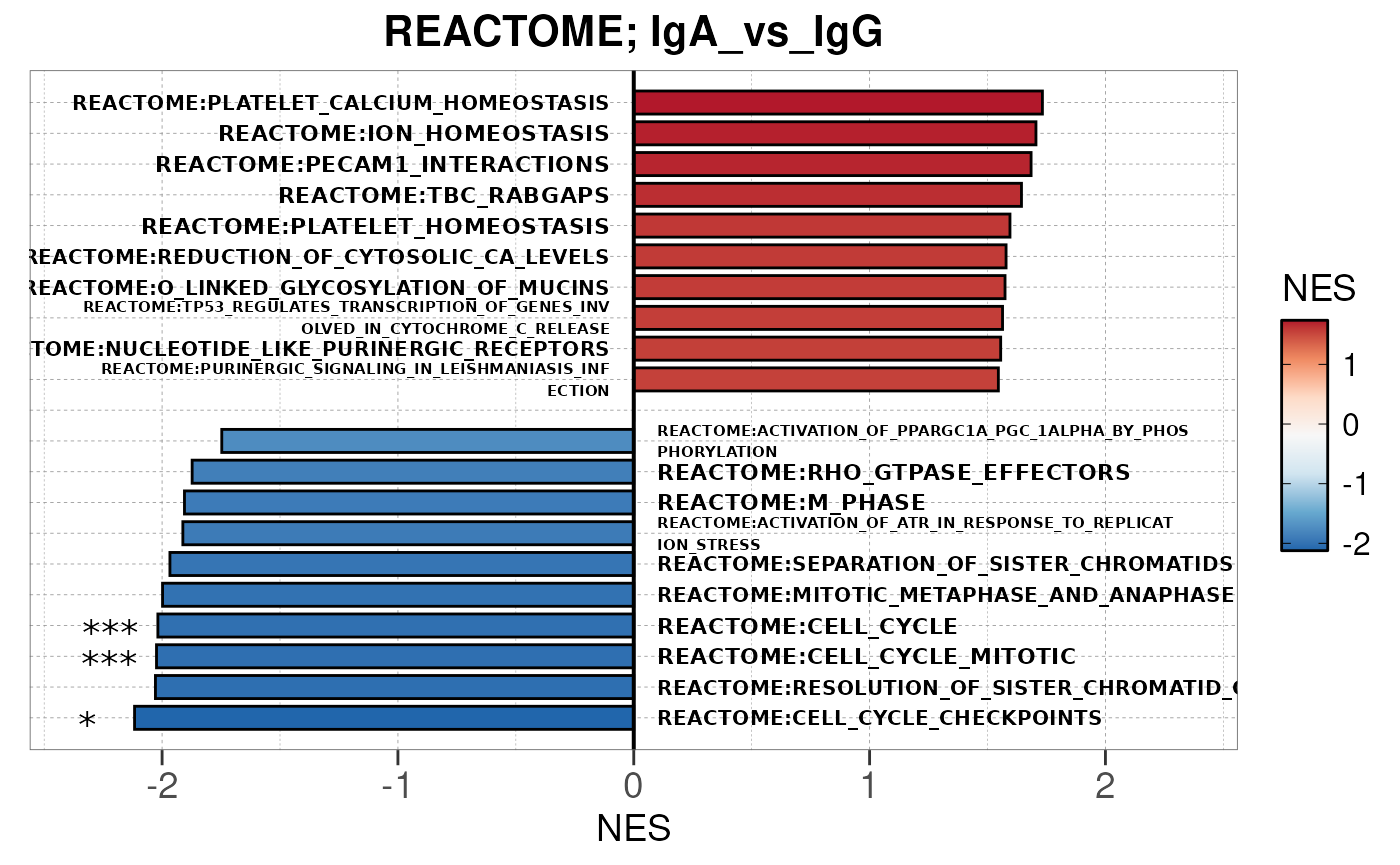 REACTOME; IgA_vs_IgG
REACTOME:PLATELET_CALCIUM_HOMEOSTASIS
REACTOME:ION_HOMEOSTASIS
REACTOME:PECAM1_INTERACTIONS
REACTOME:TBC_RABGAPS
REACTOME:PLATELET_HOMEOSTASIS
REACTOME:REDUCTION_OF_CYTOSOLIC_CA_LEVELS
REACTOME:O_LINKED_GLYCOSYLATION_OF_MUCINS
REACTOME:TP53_REGULATES_TRANSCRIPTION_OF_GENES_INV
OLVED_IN_CYTOCHROME_C_RELEASE
TOME:NUCLEOTIDE_LIKE_PURINERGIC_RECEPTORS
REACTOME:PURINERGIC_SIGNALING_IN_LEISHMANIASIS_INF
ECTION
REACTOME:ACTIVATION_OF_PPARGC1A_PGC_1ALPHA_BY_PHOS
PHORYLATION
REACTOME:RHO_GTPASE_EFFECTORS
REACTOME:M_PHASE
REACTOME:ACTIVATION_OF_ATR_IN_RESPONSE_TO_REPLICAT
ION_STRESS
REACTOME:SEPARATION_OF_SISTER_CHROMATIDS
REACTOME:MITOTIC_METAPHASE_AND_ANAPHASE
*** REACTOME:CELL_CYCLE
*** REACTOME:CELL_CYCLE_MITOTIC
REACTOME:RESOLUTION_OF_SISTER_CHROMATID_
* REACTOME:CELL_CYCLE_CHECKPOINTS
-2 -1 0 1 2
NES
NES
1
0
-1
-2